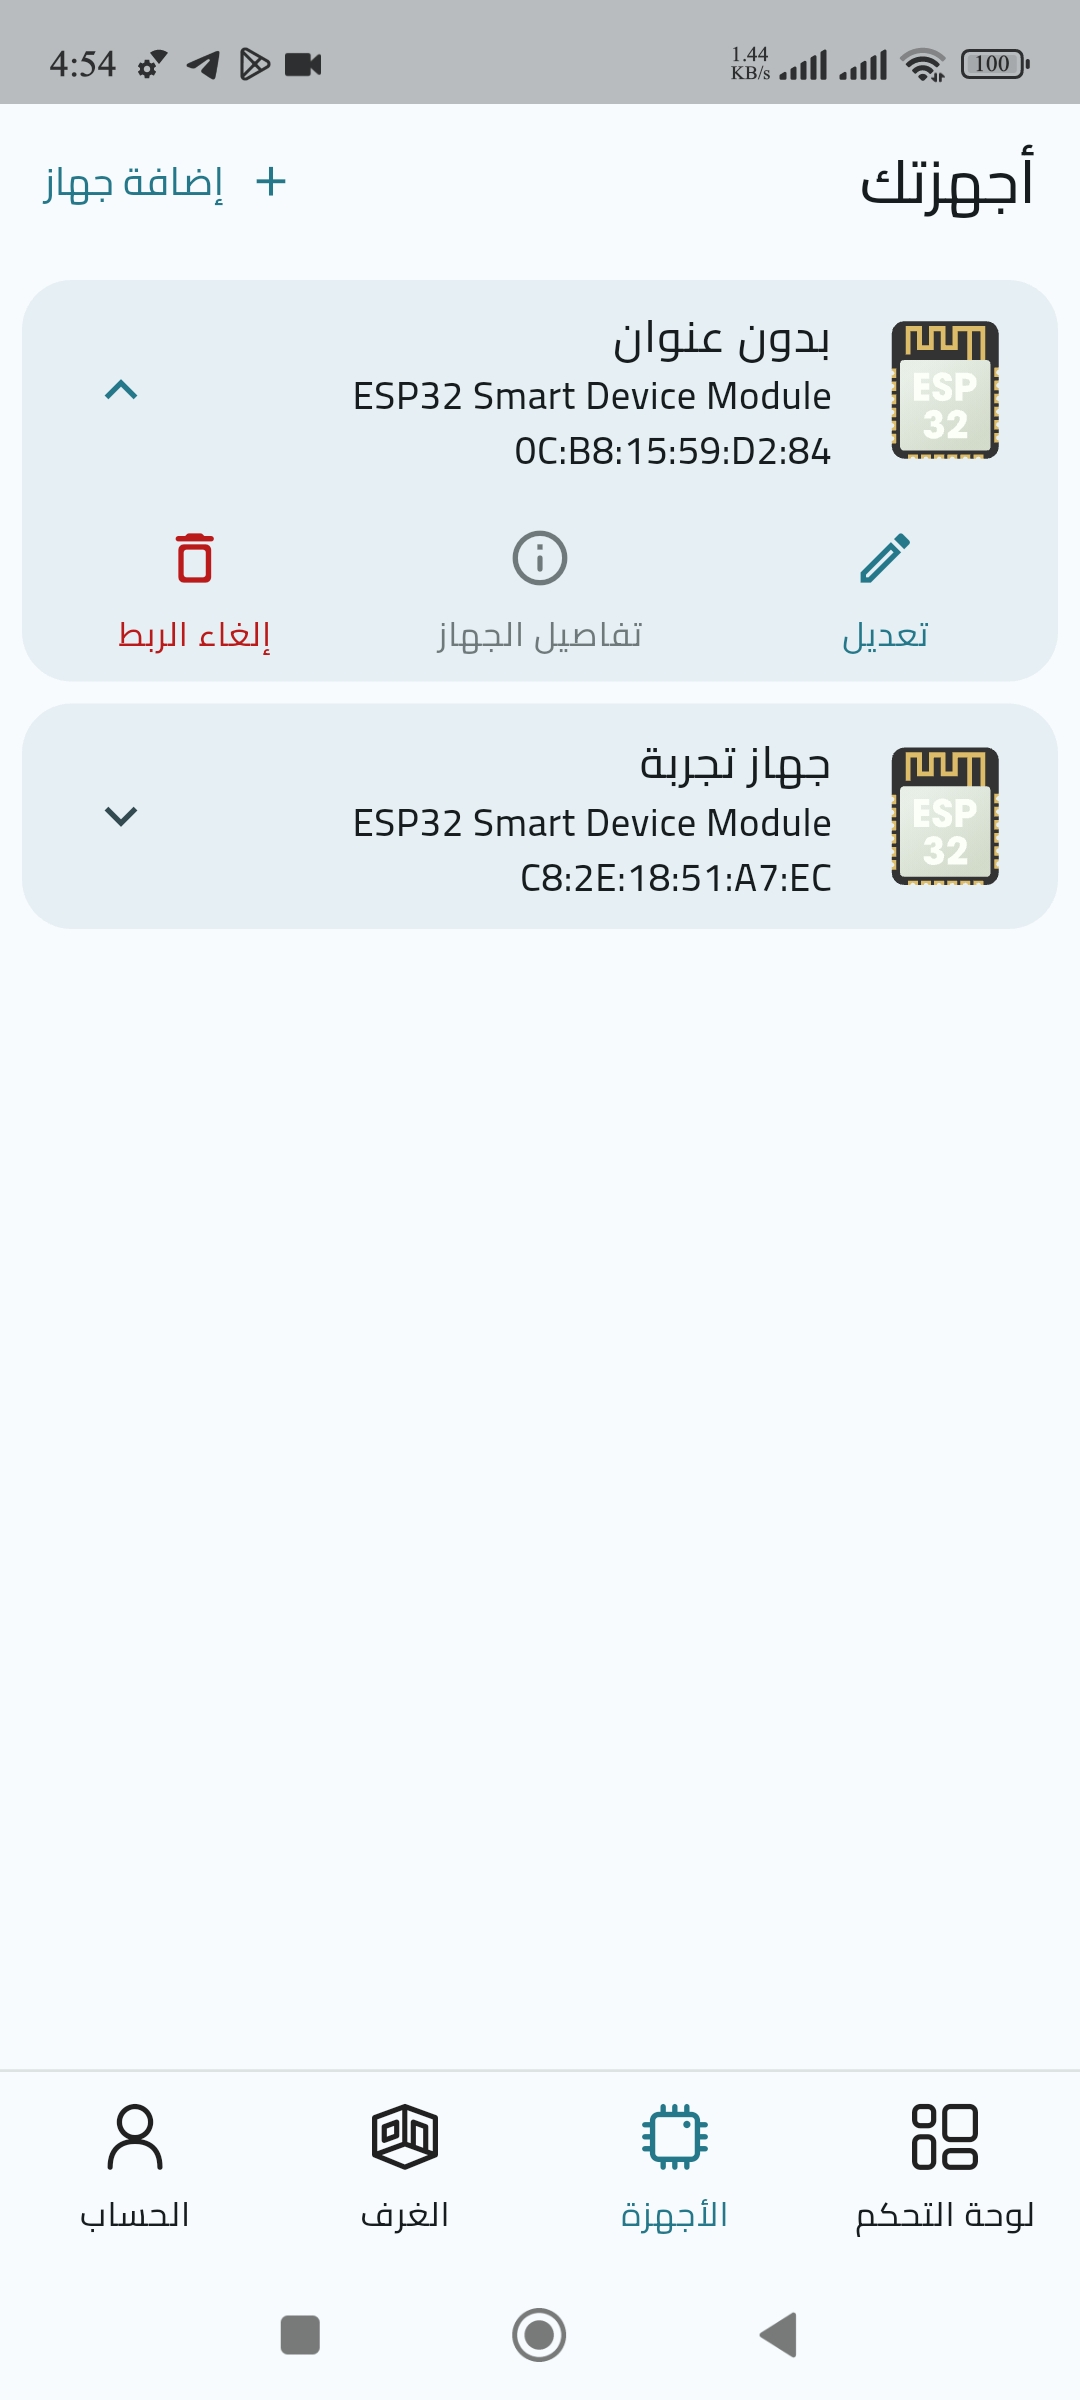 4:54
1.44
KB/s
100
أجهزتك
إضافة جهاز
ESP
32
بدون عنوان
ESP32 Smart Device Module
0C:B8:15:59:D2:84
تعديل
تفاصيل الجهاز
إلغاء الربط
ESP
32
جهاز تجربة
ESP32 Smart Device Module
C8:2E:18:51:A7:EC
لوحة التحكم
الأجهزة
الغرف
الحساب